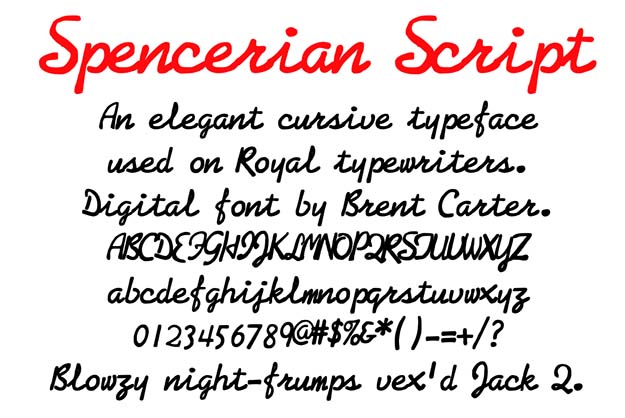 Spencerian Script
An elegant cursive typeface
used on Royal typewriters.
Digital font by Brent Carter.
ABCDEFGHIJKLMNOPQRSTUVWXYZ
abcdefghijklmnopqrstuvwxyz
0123456789@#$%&*()-=+/?
Blowzy night-frumps vex'd Jack Q.